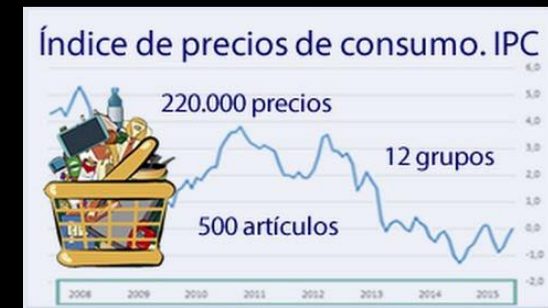 Índice de precios de consumo. IPC
6,0
220.000 precios
5,0
4,0
12 grupos
3,0
2,0
500 artículos
1,0
0,0
-1,0
-2,0
2008 2009 2010 2011 2012 2013 2014 2015